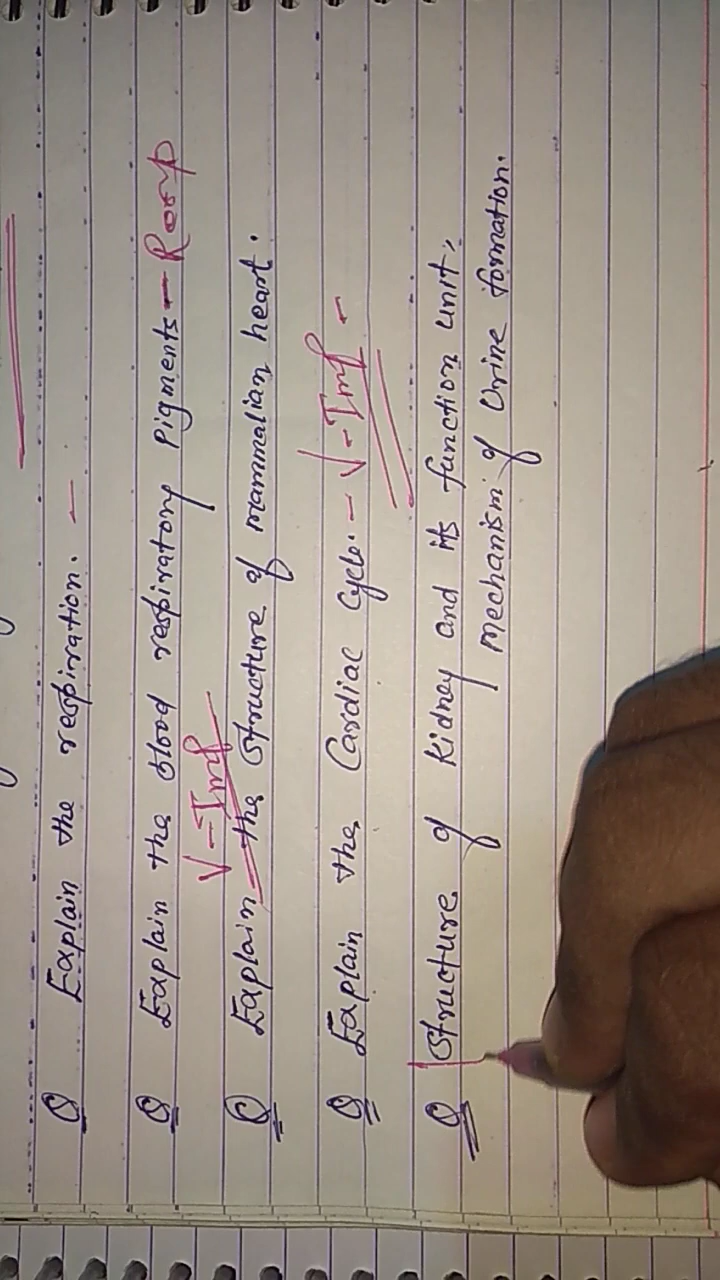 Q Explain the respiration. -
Q Explain the blood respiratory Pigments -
V-Imp
Q Explain the Structure of mammalian heart.
Q Explain the Cardiac Cycle. - V-Imp -
Q Structure of Kidney and its function unit,
mechanism of Urine formation.